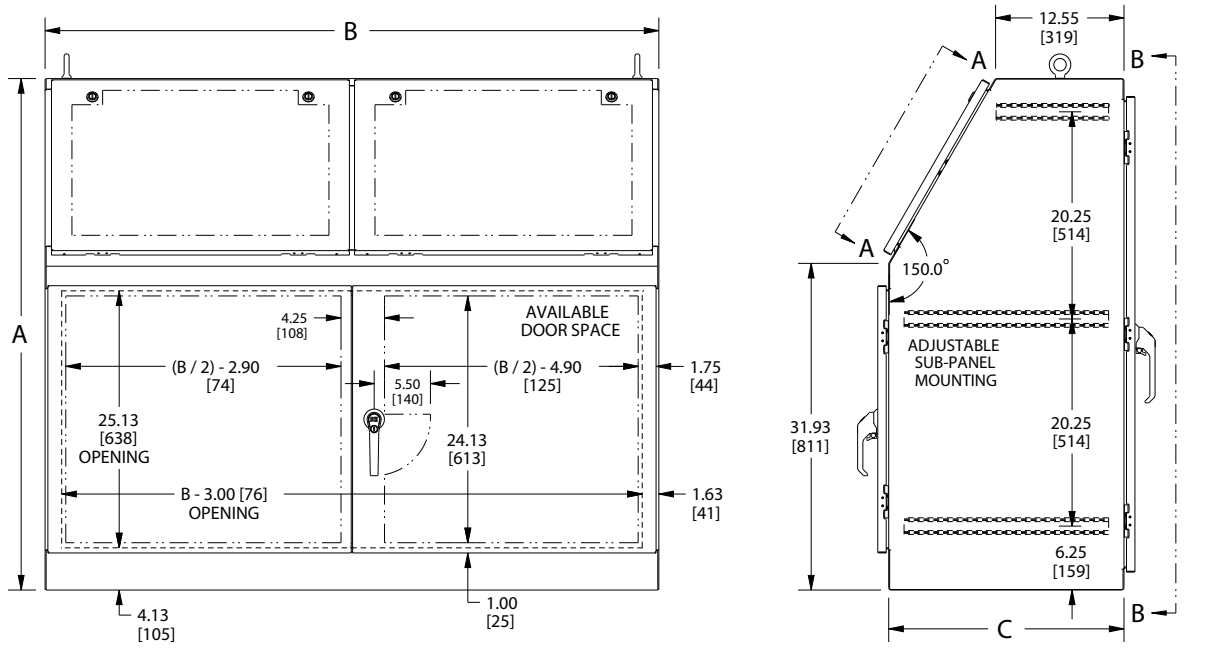 B
A
4.25
[108]
AVAILABLE
DOOR SPACE
(B / 2) - 2.90
[74]
(B / 2) - 4.90
[125]
1.75
[44]
5.50
[140]
25.13
[638]
OPENING
24.13
[613]
B - 3.00 [76]
OPENING
1.63
[41]
4.13
[105]
1.00
[25]
12.55
[319]
A
B
A
150.0°
20.25
[514]
ADJUSTABLE
SUB-PANEL
MOUNTING
31.93
[811]
20.25
[514]
6.25
[159]
B
C